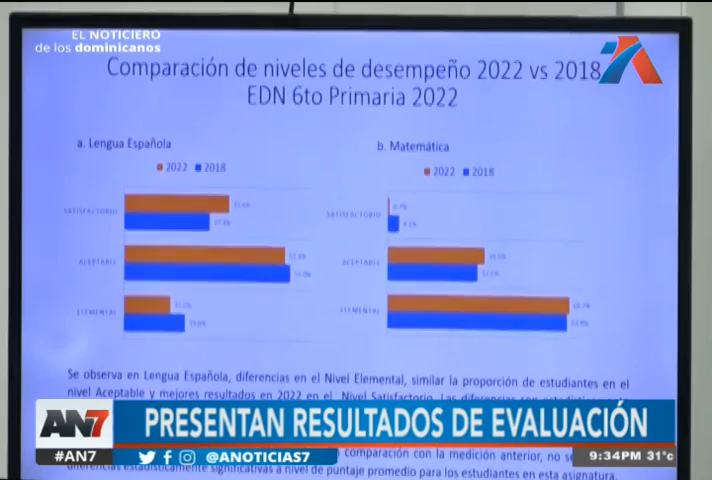 EL NOTICIERO
de los dominicanos
Comparación de niveles de desempeño 2022 vs 2018
EDN 6to Primaria 2022
a. Lengua Española
b. Matemática
2022 2018
2022 2018
SATISFACTORIO
SATISFACTORIO
ACEPTABLE
ACEPTABLE
ELEMENTAL
ELEMENTAL
Se observa en Lengua Española, diferencias en el Nivel Elemental, similar la proporción de estudiantes en el
nivel Aceptable y mejores resultados en 2022 en el Nivel Satisfactorio. Las diferencias son
AN7
PRESENTAN RESULTADOS DE EVALUACIÓN
#AN7
@ANOTICIAS7
comparación con la medición anterior, no se
9:34PM 31°c
diferencias estadísticamente significativas a nivel de puntaje promedio para los estudiantes en esta asignatura.